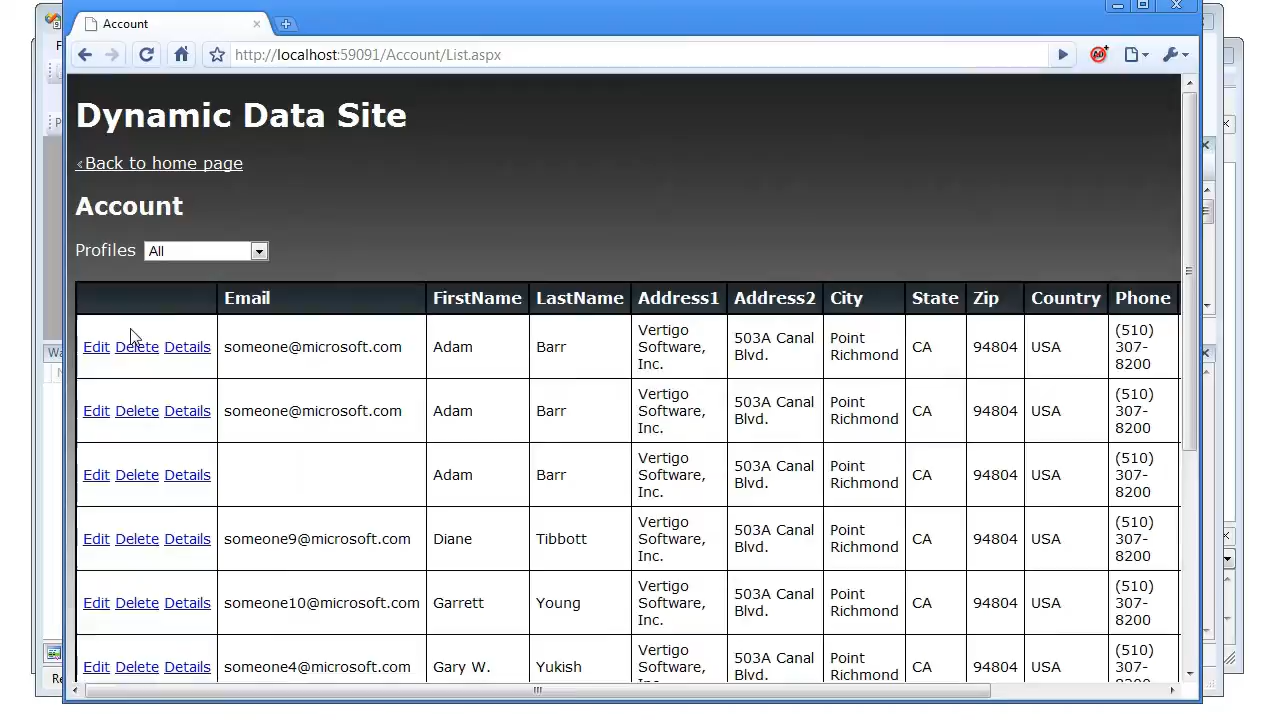 Account
http://localhost:59091/Account/List.aspx
Dynamic Data Site
‹Back to home page
Account
Profiles All
Email FirstName LastName Address1 Address2 City State Zip Country Phone
Edit Delete Details someone@microsoft.com Adam Barr Vertigo Software, Inc. 503A Canal Blvd. Point Richmond CA 94804 USA (510) 307-8200
Edit Delete Details someone@microsoft.com Adam Barr Vertigo Software, Inc. 503A Canal Blvd. Point Richmond CA 94804 USA (510) 307-8200
Edit Delete Details Adam Barr Vertigo Software, Inc. 503A Canal Blvd. Point Richmond CA 94804 USA (510) 307-8200
Edit Delete Details someone9@microsoft.com Diane Tibbott Vertigo Software, Inc. 503A Canal Blvd. Point Richmond CA 94804 USA (510) 307-8200
Edit Delete Details someone10@microsoft.com Garrett Young Vertigo Software, Inc. 503A Canal Blvd. Point Richmond CA 94804 USA (510) 307-8200
Edit Delete Details someone4@microsoft.com Gary W. Yukish Vertigo Software, 503A Canal Blvd. Point Richmond CA 94804 USA (510) 307-